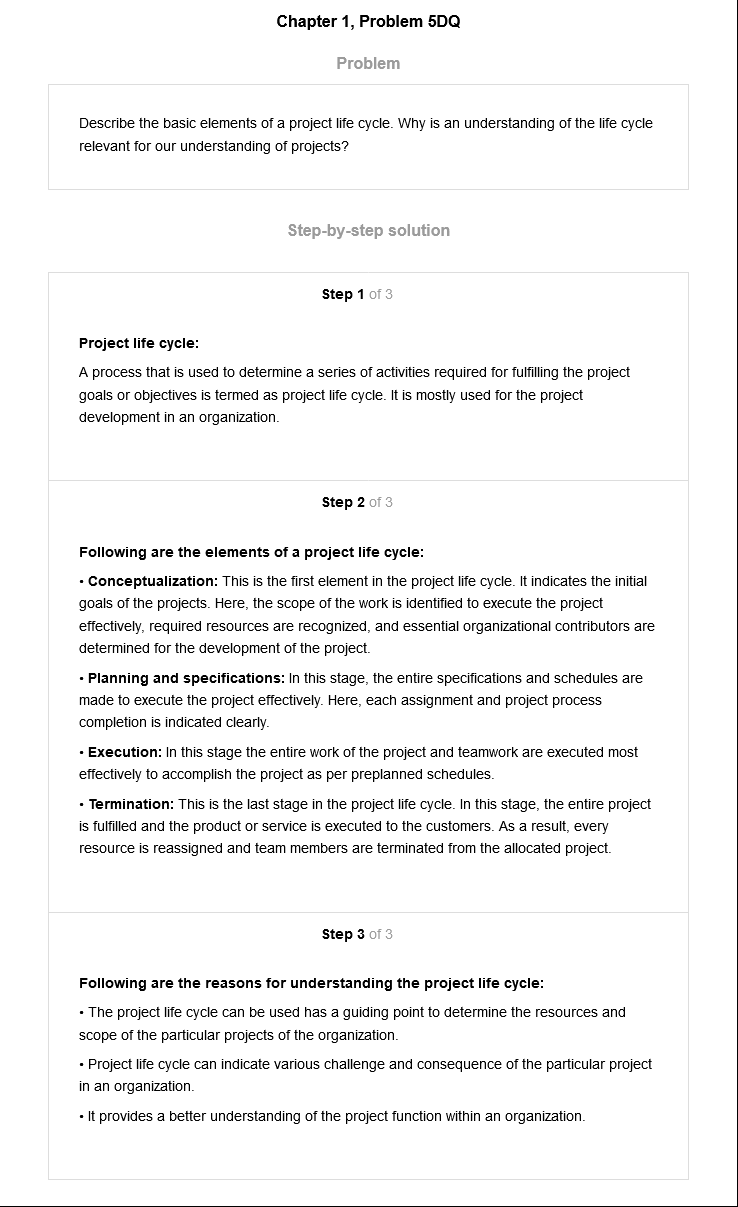 Chapter 1, Problem 5DQ
Problem
Describe the basic elements of a project life cycle. Why is an understanding of the life cycle
relevant for our understanding of projects?
Step-by-step solution
Step 1 of 3
Project life cycle:
A process that is used to determine a series of activities required for fulfilling the project
goals or objectives is termed as project life cycle. It is mostly used for the project
development in an organization.
Step 2 of 3
Following are the elements of a project life cycle:
• Conceptualization: This is the first element in the project life cycle. It indicates the initial
goals of the projects. Here, the scope of the work is identified to execute the project
effectively, required resources are recognized, and essential organizational contributors are
determined for the development of the project.
• Planning and specifications: In this stage, the entire specifications and schedules are
made to execute the project effectively. Here, each assignment and project process
completion is indicated clearly.
• Execution: In this stage the entire work of the project and teamwork are executed most
effectively to accomplish the project as per preplanned schedules.
• Termination: This is the last stage in the project life cycle. In this stage, the entire project
is fulfilled and the product or service is executed to the customers. As a result, every
resource is reassigned and team members are terminated from the allocated project.
Step 3 of 3
Following are the reasons for understanding the project life cycle:
• The project life cycle can be used has a guiding point to determine the resources and
scope of the particular projects of the organization.
• Project life cycle can indicate various challenge and consequence of the particular project
in an organization.
• It provides a better understanding of the project function within an organization.